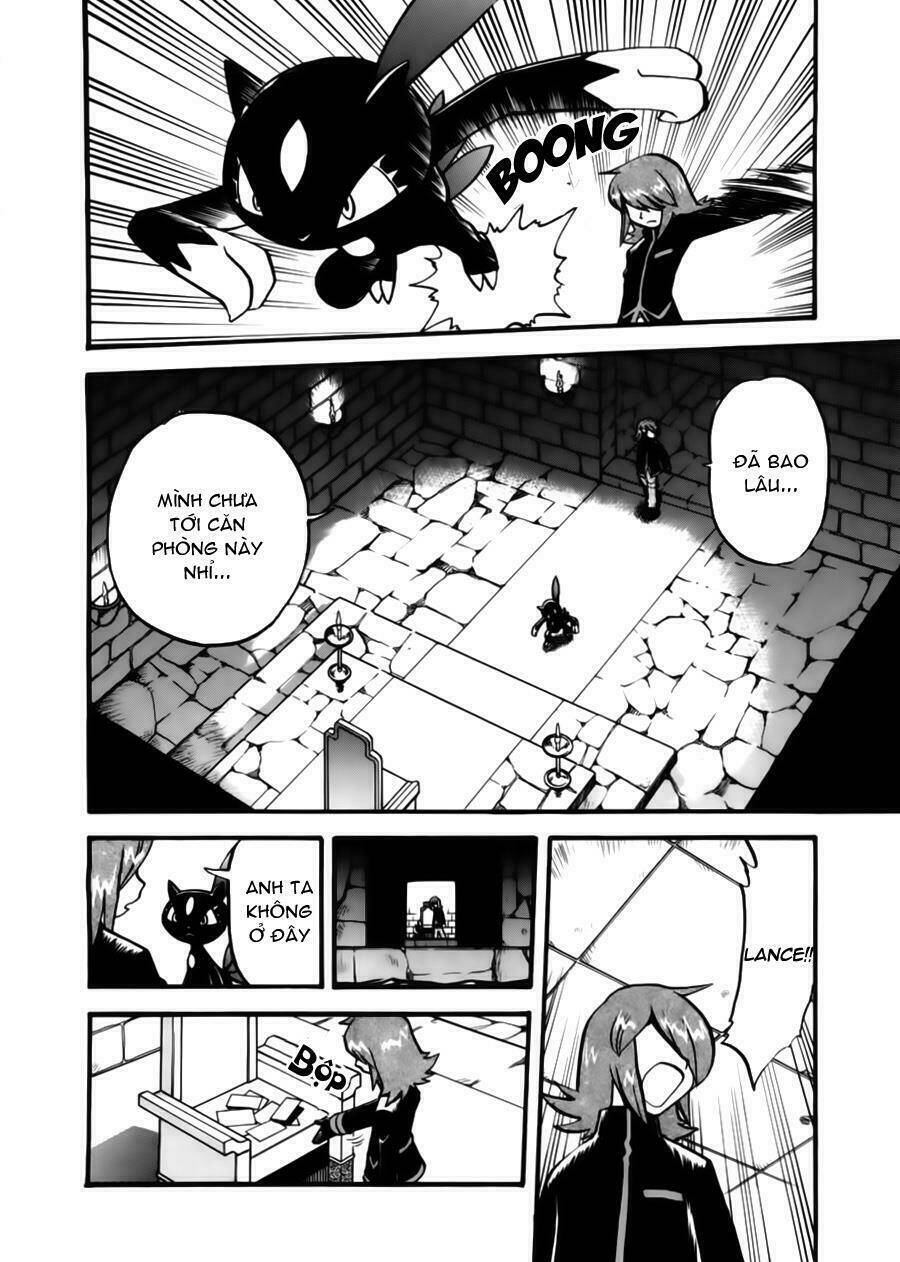 BOONG
ĐÃ BAO
LÂU...
MÌNH CHƯA
TỚI CĂN
PHÒNG NÀY
NHỈ...
LANCE!!
ANH TA
KHÔNG
Ở ĐÂY
BỘP